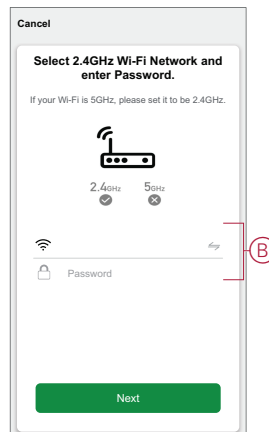 Cancel
Select 2.4GHz Wi-Fi Network and
enter Password.
If your Wi-Fi is 5GHz, please set it to be 2.4GHz.
2.4GHz 5GHz
Password
B
Next